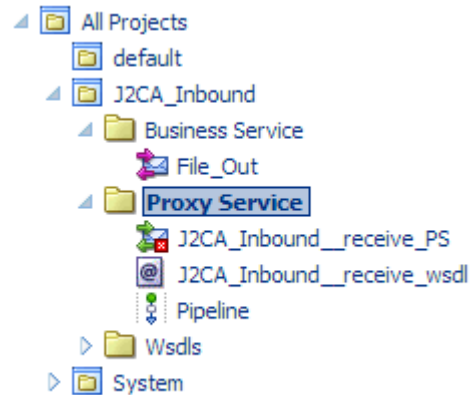 All Projects
default
J2CA_Inbound
Business Service
File_Out
Proxy Service
J2CA_Inbound__receive_PS
J2CA_Inbound__receive_wsdl
Pipeline
Wsdls
System